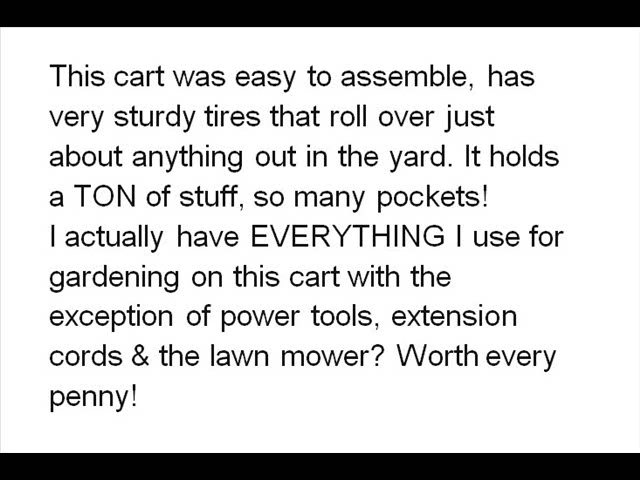 This cart was easy to assemble, has
very sturdy tires that roll over just
about anything out in the yard. It holds
a TON of stuff, so many pockets!
I actually have EVERYTHING I use for
gardening on this cart with the
exception of power tools, extension
cords & the lawn mower? Worth every
penny!